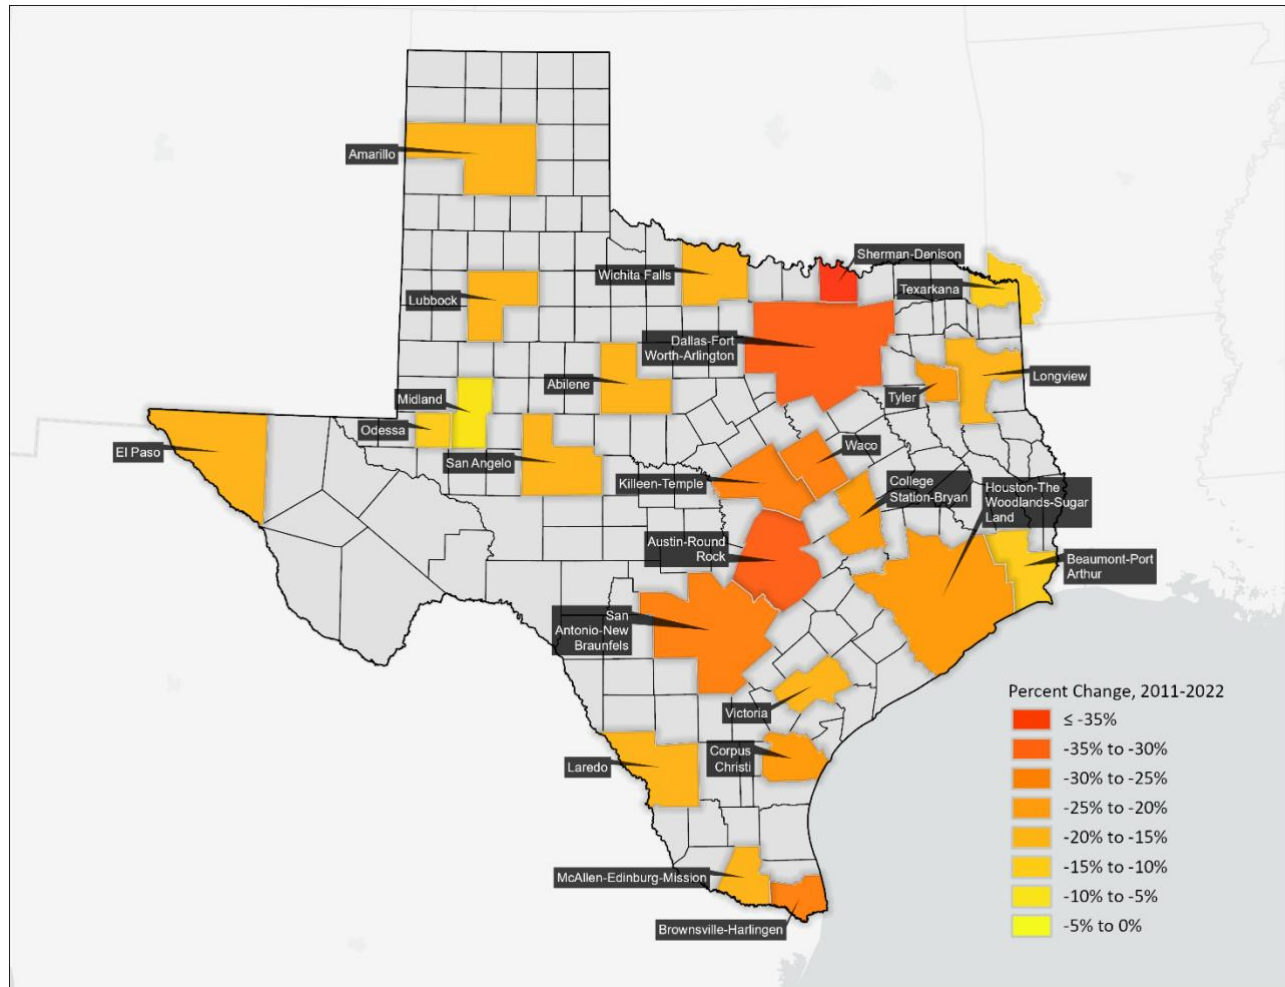 Amarillo
Sherman-Denison
Wichita Falls
Texarkana
Lubbock
Dallas-Fort
Worth-Arlington
Longview
Abilene
Tyler
Midland
Odessa
El Paso
San Angelo
Waco
Killeen-Temple
College
Station-Bryan
Houston-The
Woodlands-Sugar
Land
Austin-Round
Rock
Beaumont-Port
Arthur
San
Antonio-New
Braunfels
Victoria
Corpus
Christi
Laredo
McAllen-Edinburg-Mission
Brownsville-Harlingen
Percent Change, 2011-2022
≤ -35%
-35% to -30%
-30% to -25%
-25% to -20%
-20% to -15%
-15% to -10%
-10% to -5%
-5% to 0%